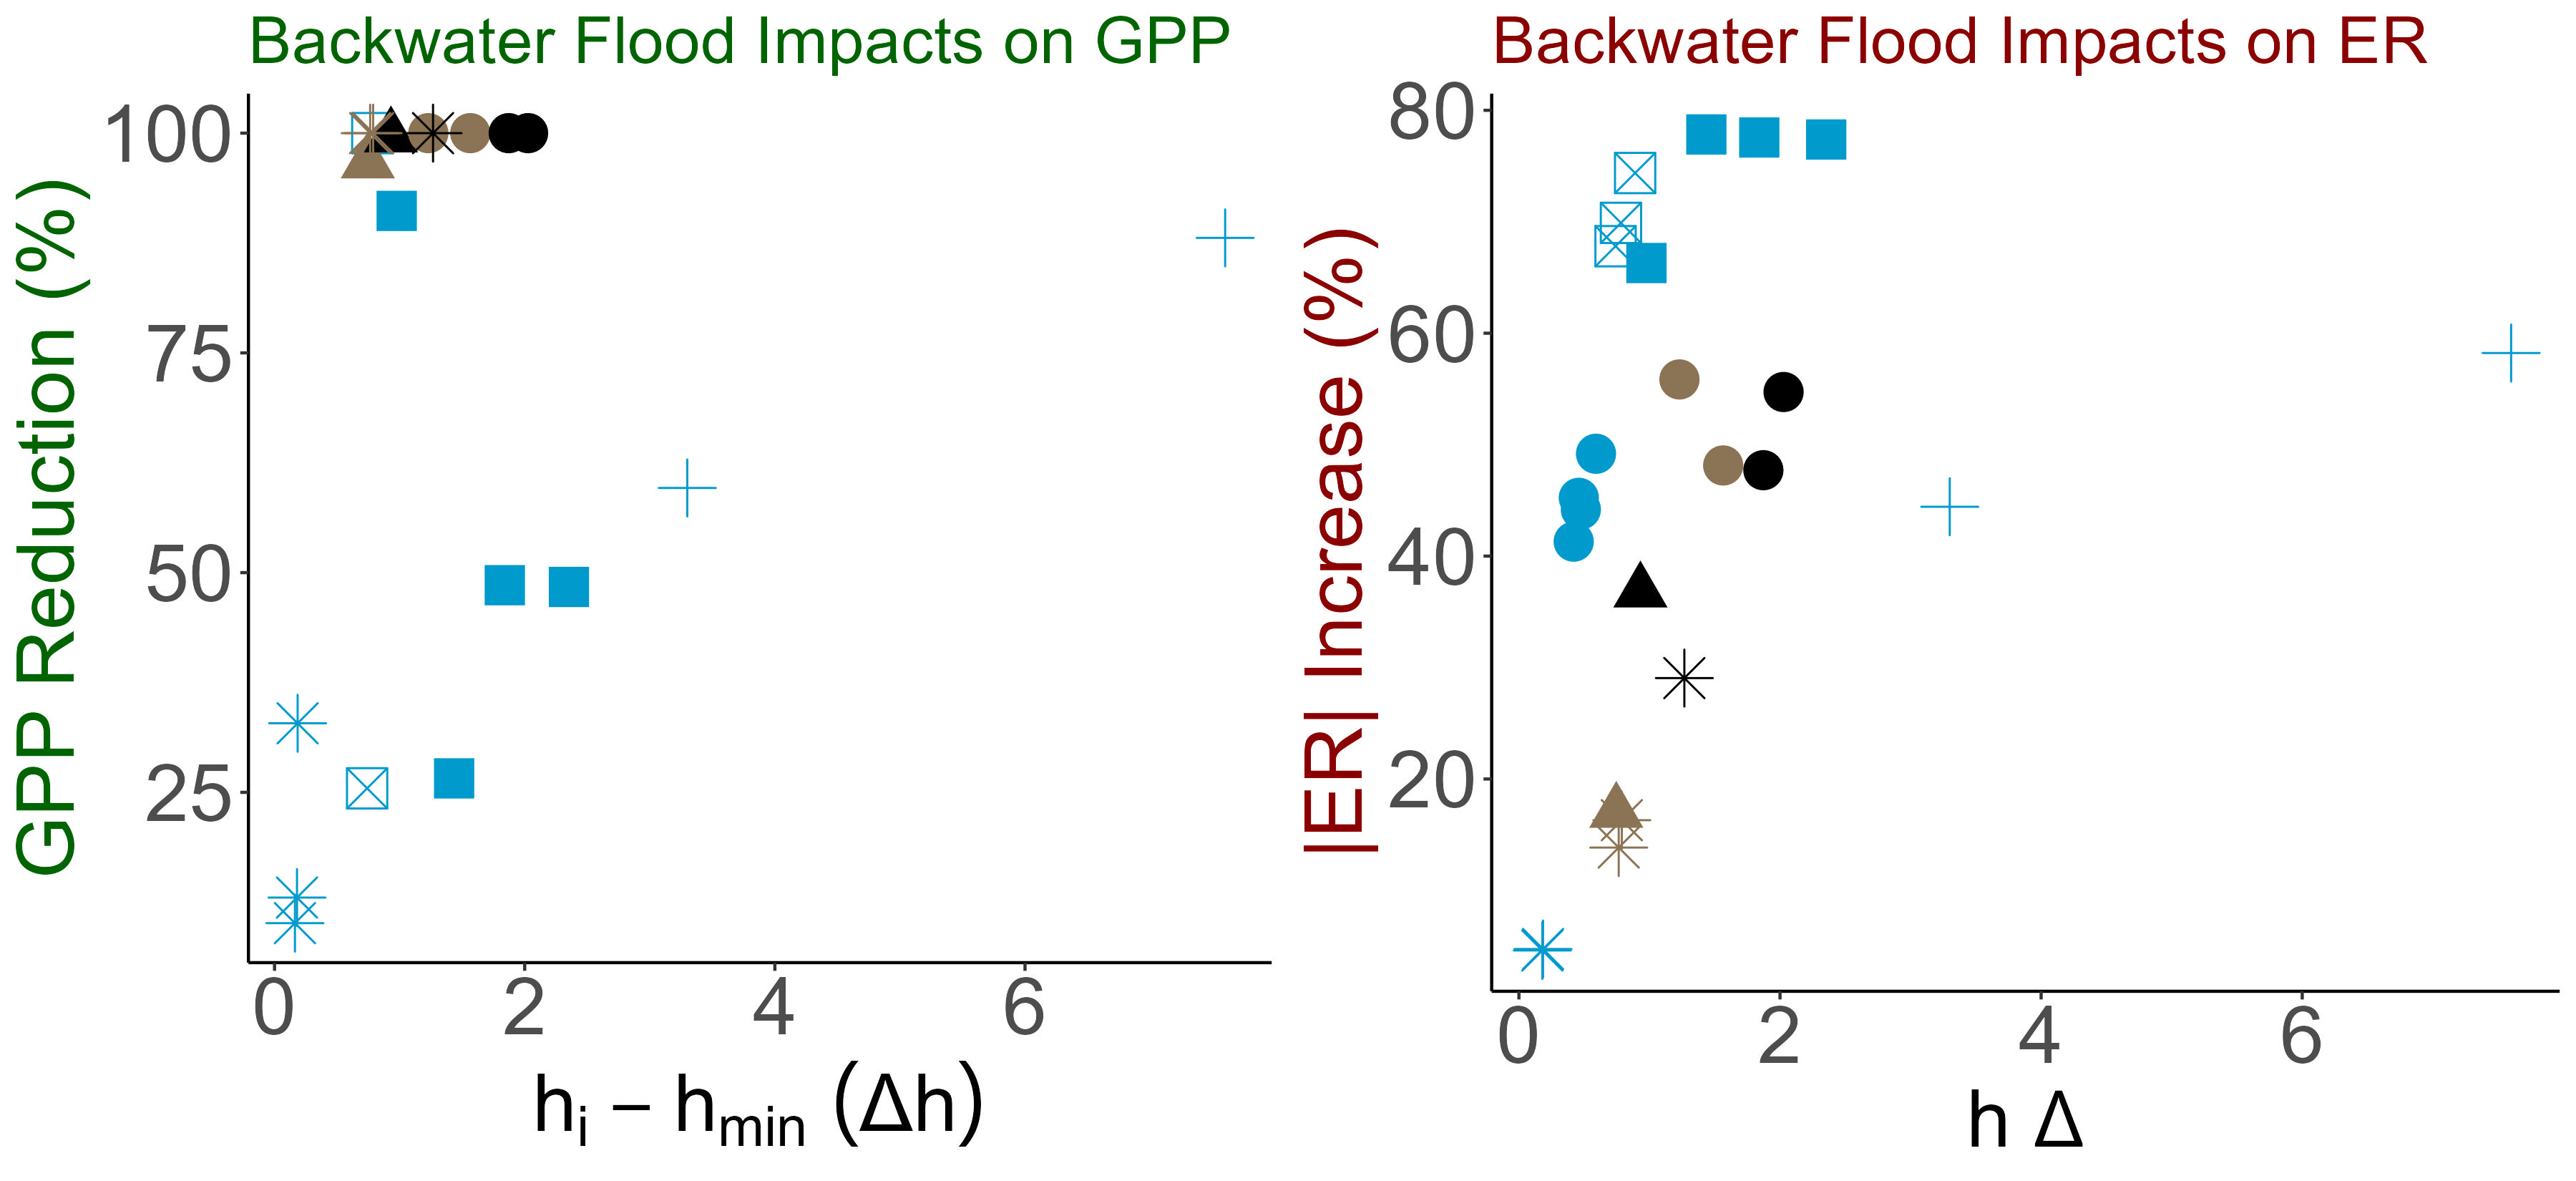 Backwater Flood Impacts on GPP
GPP Reduction (%)
100
75
50
25
0 2 4 6
hi – hmin (Δh)
Backwater Flood Impacts on ER
|ER| Increase (%)
80
60
40
20
0 2 4 6
h Δ